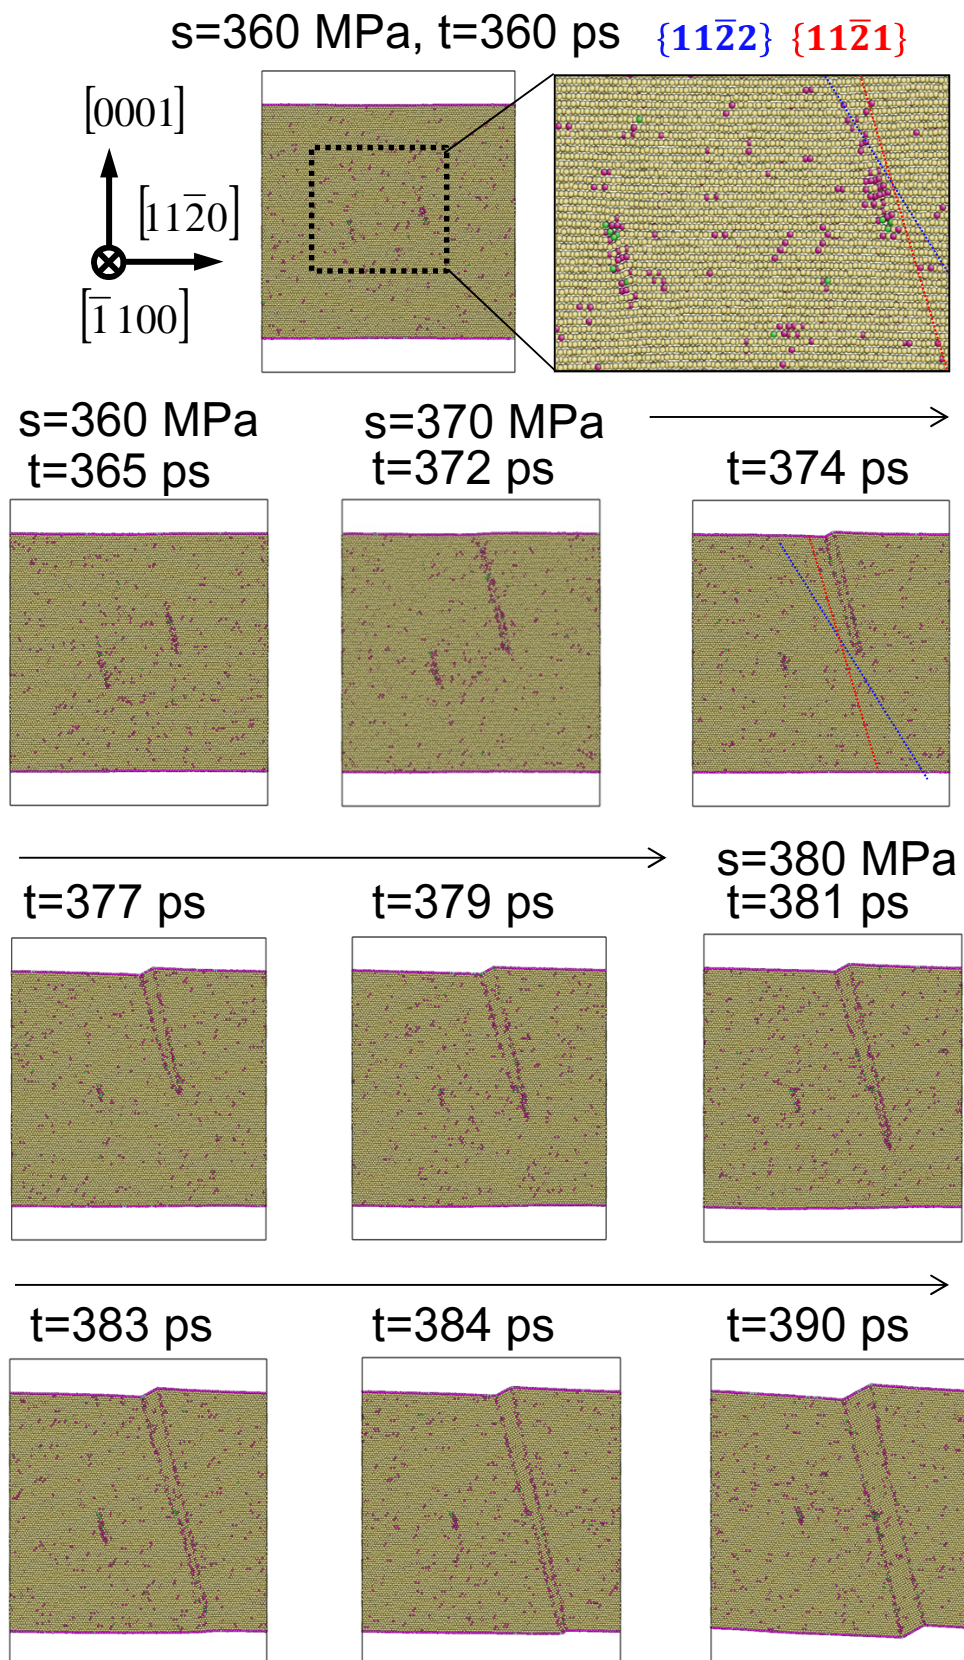 s=360 MPa, t=360 ps {112̅2} {112̅1}
[0001]
[112̅0]
[1̅100]
s=360 MPa
t=365 ps
s=370 MPa
t=372 ps
t=374 ps
t=377 ps
t=379 ps
s=380 MPa
t=381 ps
t=383 ps
t=384 ps
t=390 ps